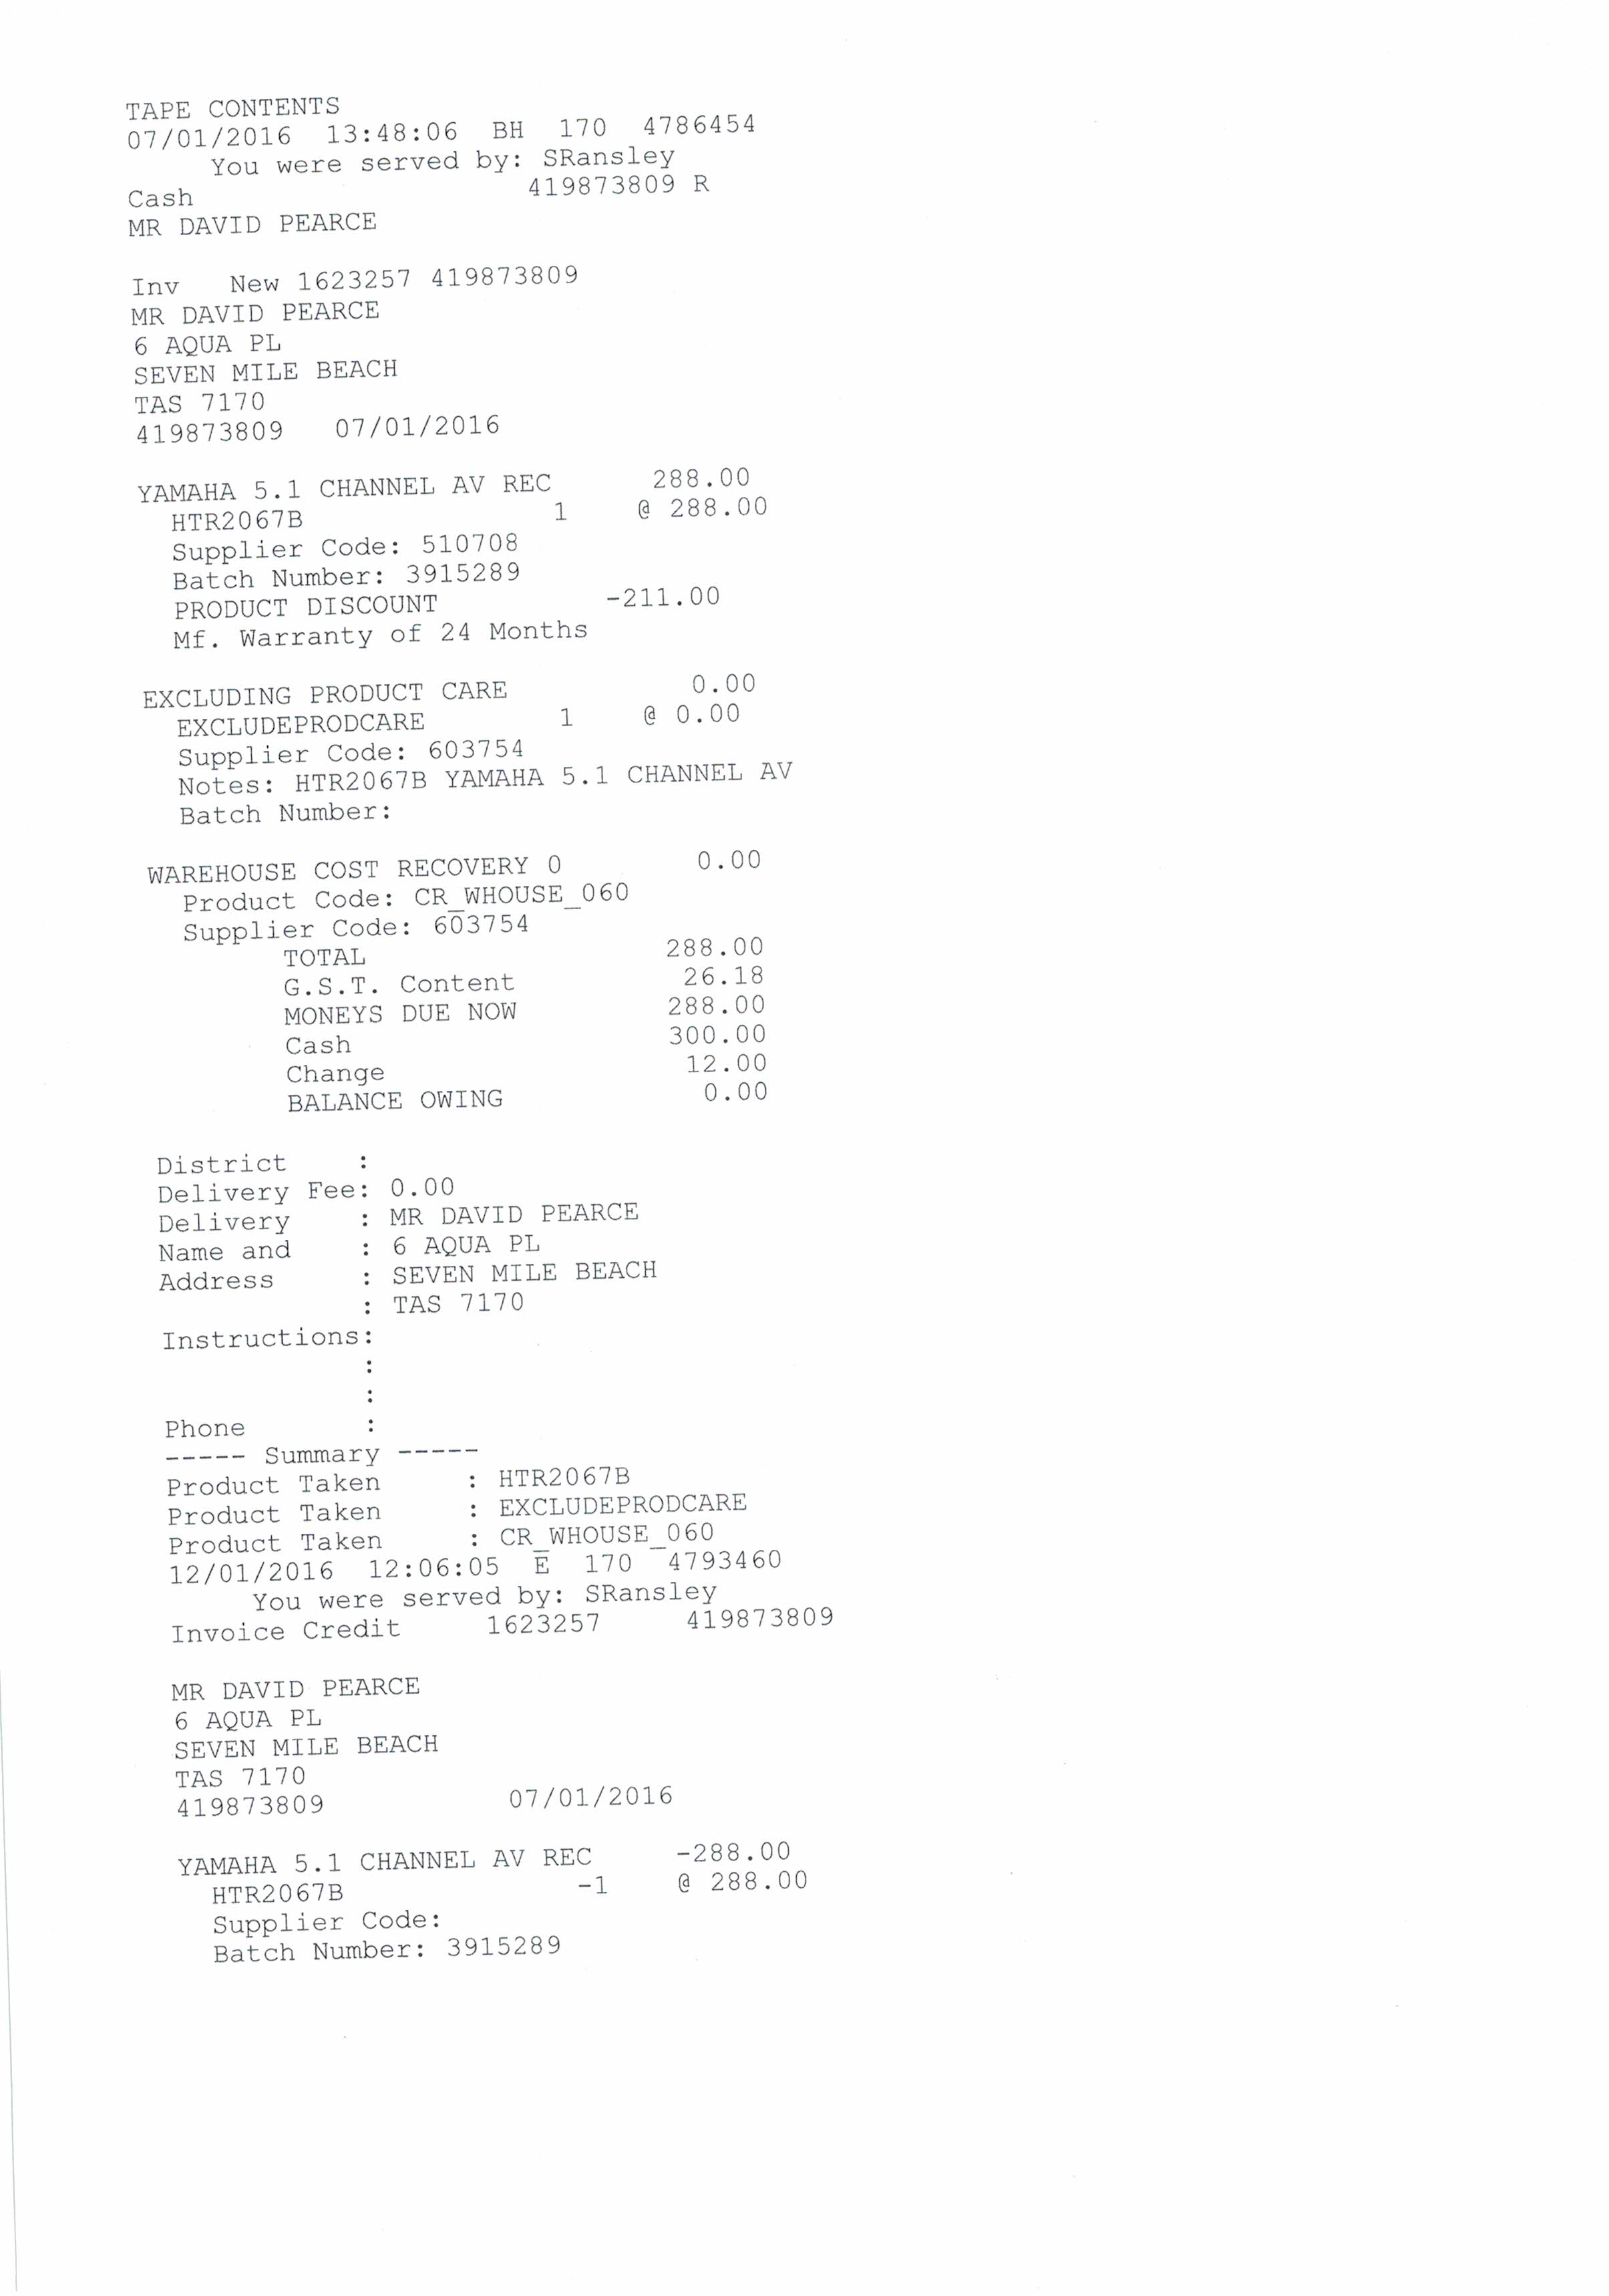 TAPE CONTENTS
07/01/2016 13:48:06 BH 170 4786454
You were served by: SRansley
Cash 419873809 R
MR DAVID PEARCE
Inv New 1623257 419873809
MR DAVID PEARCE
6 AQUA PL
SEVEN MILE BEACH
TAS 7170
419873809 07/01/2016
YAMAHA 5.1 CHANNEL AV REC 288.00
HTR2067B 1 @ 288.00
Supplier Code: 510708
Batch Number: 3915289
PRODUCT DISCOUNT -211.00
Mf. Warranty of 24 Months
EXCLUDING PRODUCT CARE 0.00
EXCLUDEPRODCARE 1 @ 0.00
Supplier Code: 603754
Notes: HTR2067B YAMAHA 5.1 CHANNEL AV
Batch Number:
WAREHOUSE COST RECOVERY 0 0.00
Product Code: CR_WHOUSE_060
Supplier Code: 603754
TOTAL 288.00
G.S.T. Content 26.18
MONEYS DUE NOW 288.00
Cash 300.00
Change 12.00
BALANCE OWING 0.00
District :
Delivery Fee: 0.00
Delivery : MR DAVID PEARCE
Name and : 6 AQUA PL
Address : SEVEN MILE BEACH
: TAS 7170
Instructions:
:
:
Phone :
----- Summary -----
Product Taken : HTR2067B
Product Taken : EXCLUDEPRODCARE
Product Taken : CR_WHOUSE_060
12/01/2016 12:06:05 E 170 4793460
You were served by: SRansley
Invoice Credit 1623257 419873809
MR DAVID PEARCE
6 AQUA PL
SEVEN MILE BEACH
TAS 7170
419873809 07/01/2016
YAMAHA 5.1 CHANNEL AV REC -288.00
HTR2067B -1 @ 288.00
Supplier Code:
Batch Number: 3915289